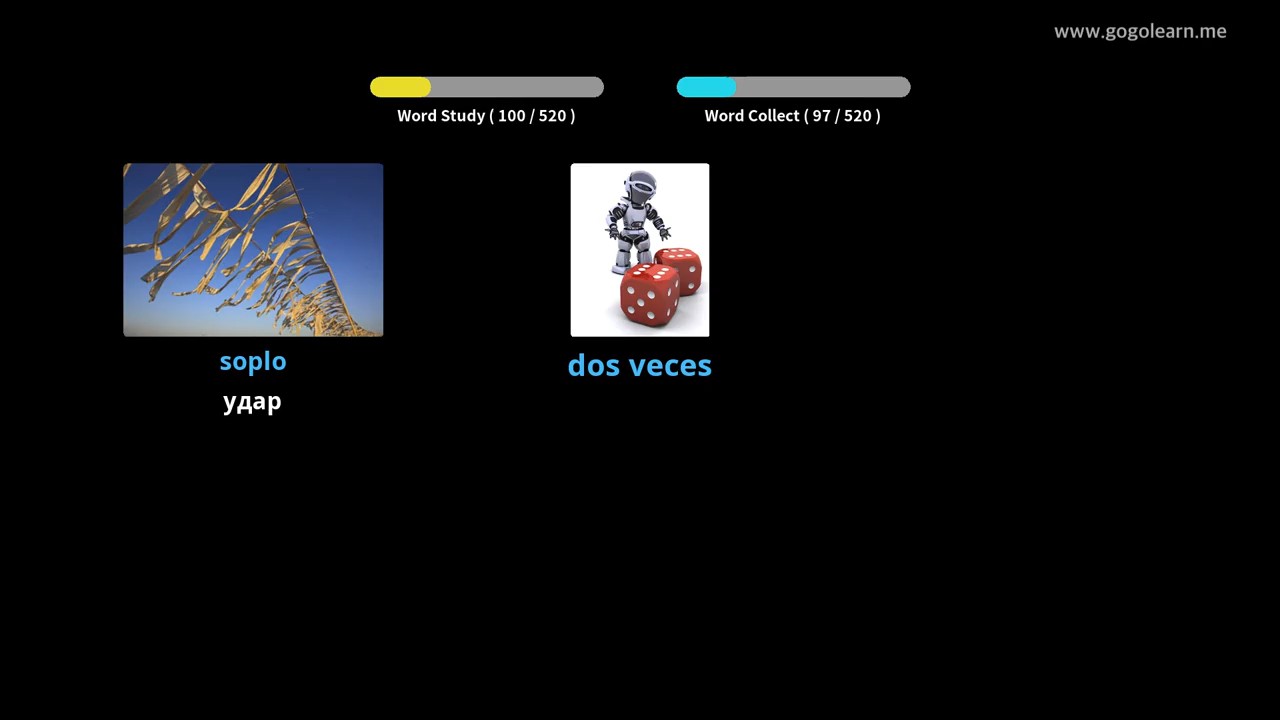 www.gogolearn.me
Word Study ( 100 / 520 )
Word Collect ( 97 / 520 )
soplo
удар
dos veces